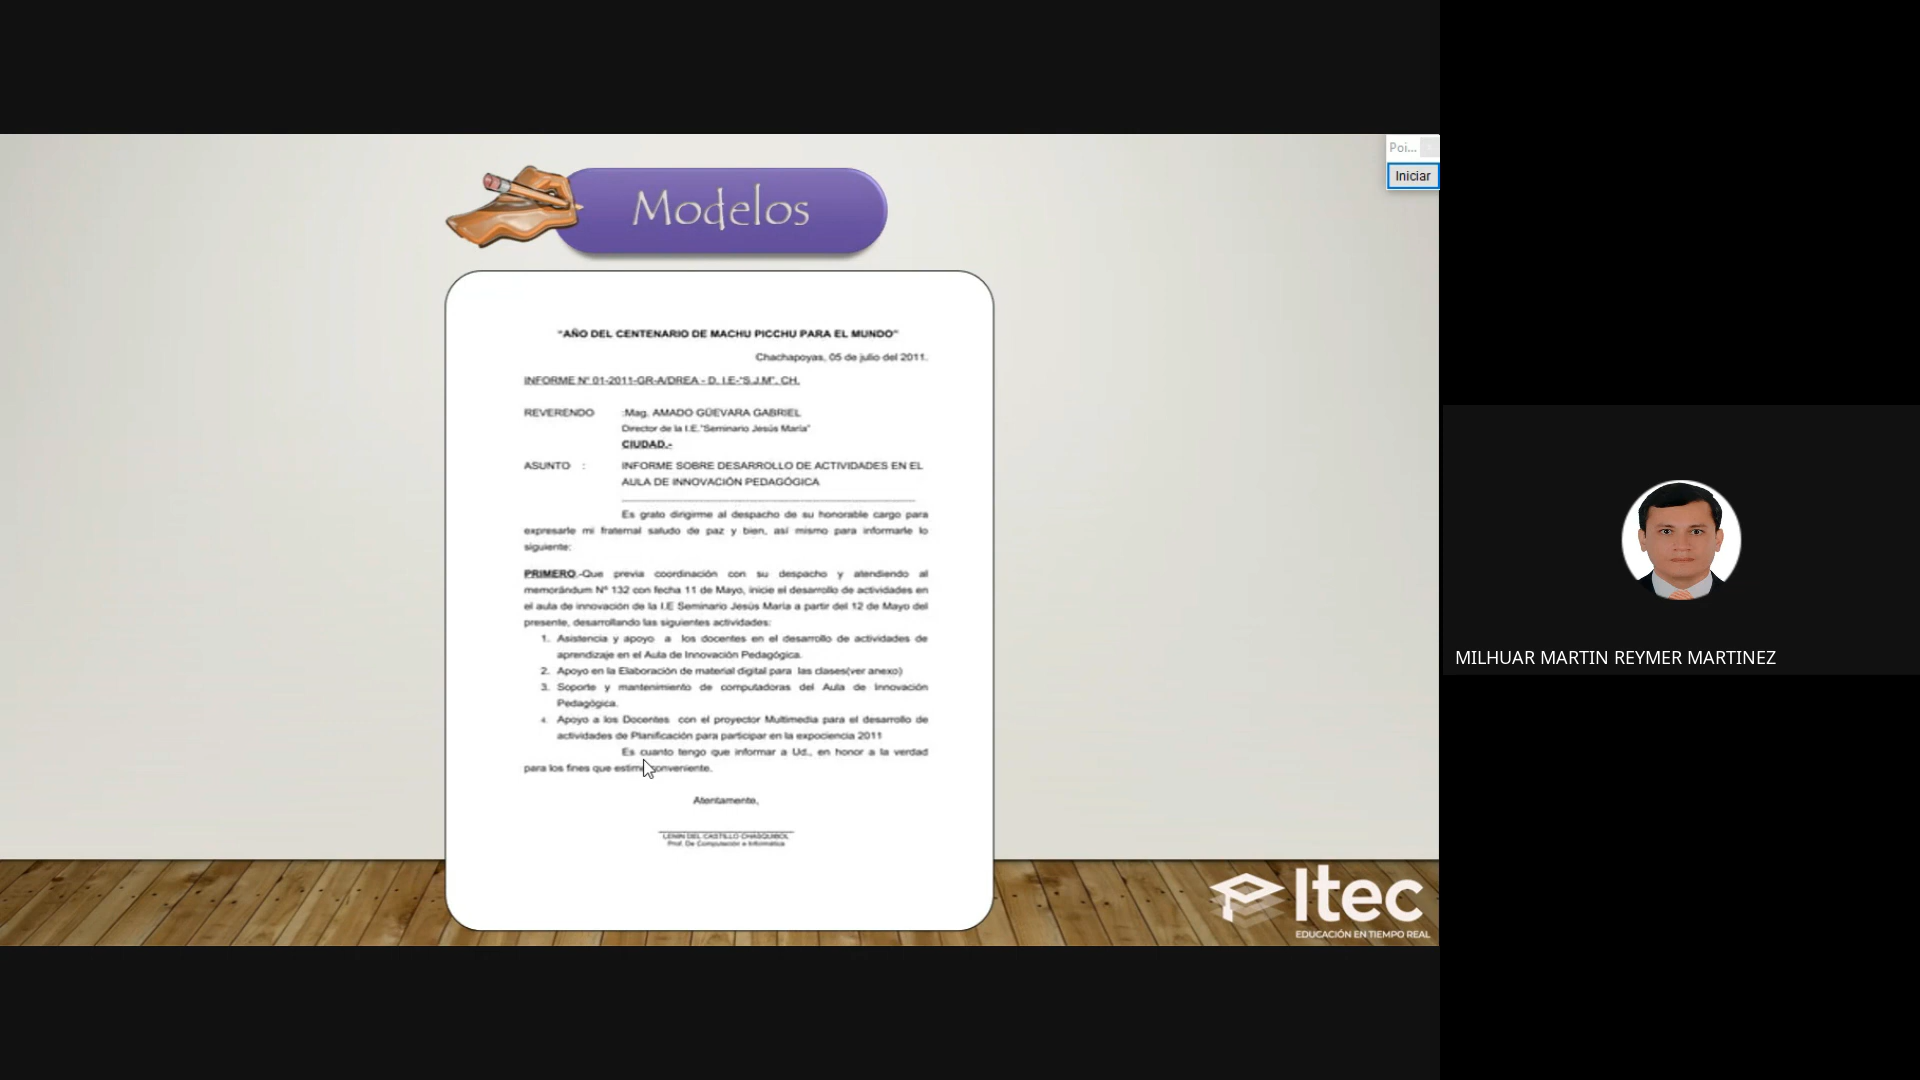 Poi...
Iniciar
Modelos
"AÑO DEL CENTENARIO DE MACHU PICCHU PARA EL MUNDO"
Chachapoyas, 05 de julio del 2011.
INFORME Nº 01-2011-GR-A/DREA - D. I.E-"S.J.M". CH.
REVERENDO :Mag. AMADO GÜEVARA GABRIEL
Director de la I.E."Seminario Jesús María"
CIUDAD.-
ASUNTO : INFORME SOBRE DESARROLLO DE ACTIVIDADES EN EL
AULA DE INNOVACIÓN PEDAGÓGICA
Es grato dirigirme al despacho de su honorable cargo para
expresarle mi fraternal saludo de paz y bien, así mismo para informarle lo
siguiente:
PRIMERO.-Que previa coordinación con su despacho y atendiendo al
memorándum Nº 132 con fecha 11 de Mayo, inicie el desarrollo de actividades en
el aula de innovación de la I.E Seminario Jesús María a partir del 12 de Mayo del
presente, desarrollando las siguientes actividades:
1. Asistencia y apoyo a los docentes en el desarrollo de actividades de
aprendizaje en el Aula de Innovación Pedagógica.
2. Apoyo en la Elaboración de material digital para las clases(ver anexo)
3. Soporte y mantenimiento de computadoras del Aula de Innovación
Pedagógica.
4. Apoyo a los Docentes con el proyector Multimedia para el desarrollo de
actividades de Planificación para participar en la expociencia 2011
Es cuanto tengo que informar a Ud., en honor a la verdad
para los fines que estime conveniente.
Atentamente,
LENIN DEL CASTILLO CHASQUIBOL
Prof. De Computación e Informática
Itec
EDUCACIÓN EN TIEMPO REAL
MILHUAR MARTIN REYMER MARTINEZ